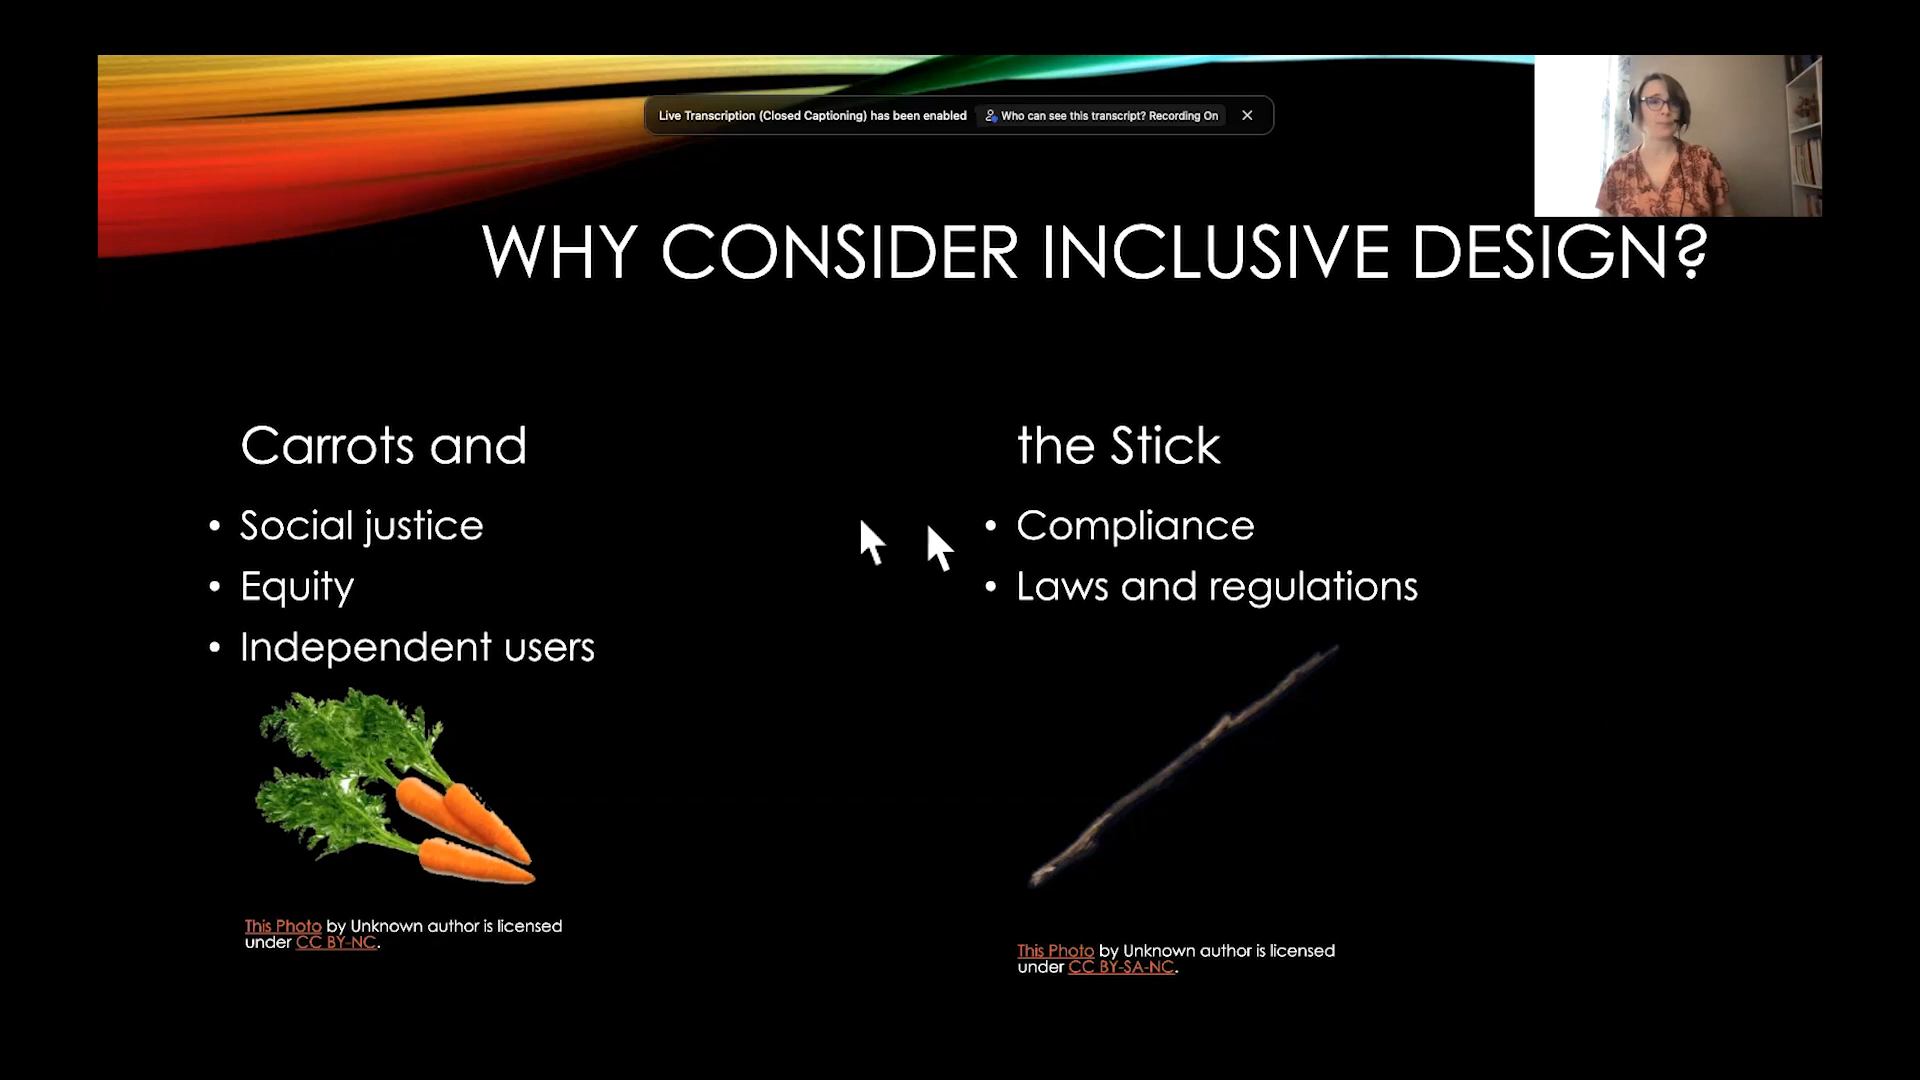 Live Transcription (Closed Captioning) has been enabled
Who can see this transcript? Recording On
WHY CONSIDER INCLUSIVE DESIGN?
Carrots and
• Social justice
• Equity
• Independent users
This Photo by Unknown author is licensed
under CC BY-NC.
the Stick
• Compliance
• Laws and regulations
This Photo by Unknown author is licensed
under CC BY-SA-NC.